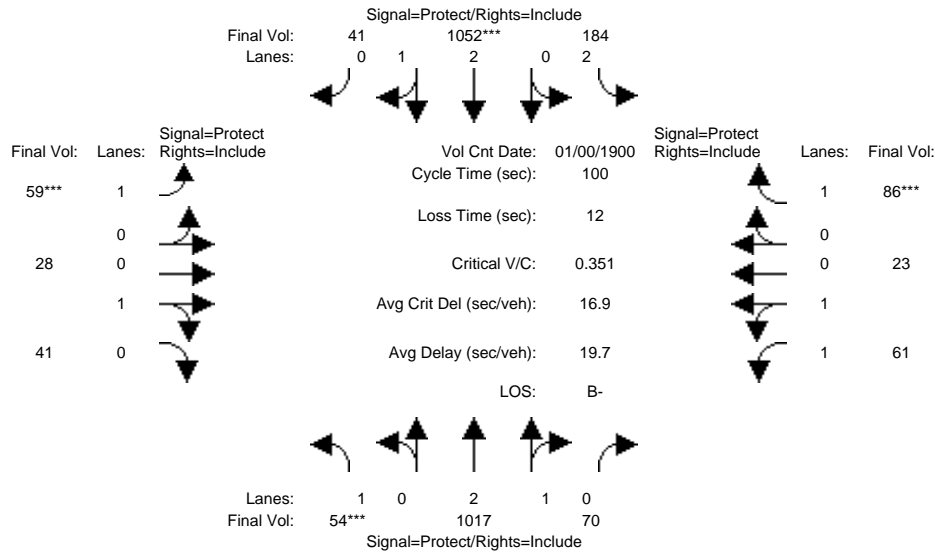 Signal=Protect/Rights=Include
Final Vol: 41 1052*** 184
Lanes: 0 1 2 0 2
Signal=Protect Signal=Protect
Final Vol: Lanes: Rights=Include Vol Cnt Date: 01/00/1900 Rights=Include Lanes: Final Vol:
Cycle Time (sec): 100
59*** 1 1 86***
Loss Time (sec): 12
0 0
28 0 Critical V/C: 0.351 0 23
1 Avg Crit Del (sec/veh): 16.9 1
41 0 Avg Delay (sec/veh): 19.7 1 61
LOS: B-
Lanes: 1 0 2 1 0
Final Vol: 54*** 1017 70
Signal=Protect/Rights=Include